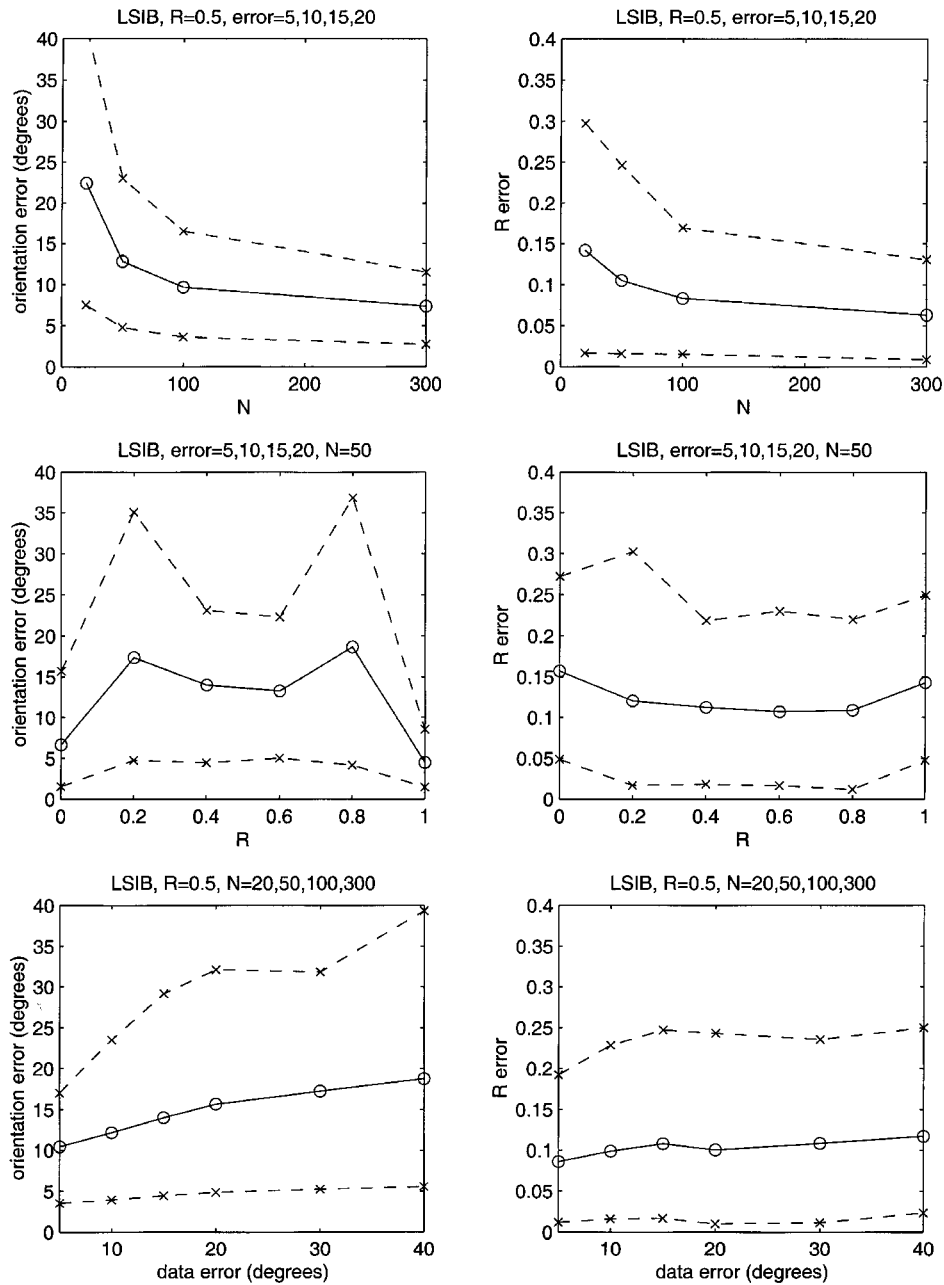 LSIB, R=0.5, error=5,10,15,20
orientation error (degrees)
40
35
30
25
20
15
10
5
0
0 100 200 300
N
LSIB, R=0.5, error=5,10,15,20
R error
0.4
0.35
0.3
0.25
0.2
0.15
0.1
0.05
0
0 100 200 300
N
LSIB, error=5,10,15,20, N=50
orientation error (degrees)
40
35
30
25
20
15
10
5
0
0 0.2 0.4 0.6 0.8 1
R
LSIB, error=5,10,15,20, N=50
R error
0.4
0.35
0.3
0.25
0.2
0.15
0.1
0.05
0
0 0.2 0.4 0.6 0.8 1
R
LSIB, R=0.5, N=20,50,100,300
orientation error (degrees)
40
35
30
25
20
15
10
5
0
10 20 30 40
data error (degrees)
LSIB, R=0.5, N=20,50,100,300
R error
0.4
0.35
0.3
0.25
0.2
0.15
0.1
0.05
0
10 20 30 40
data error (degrees)